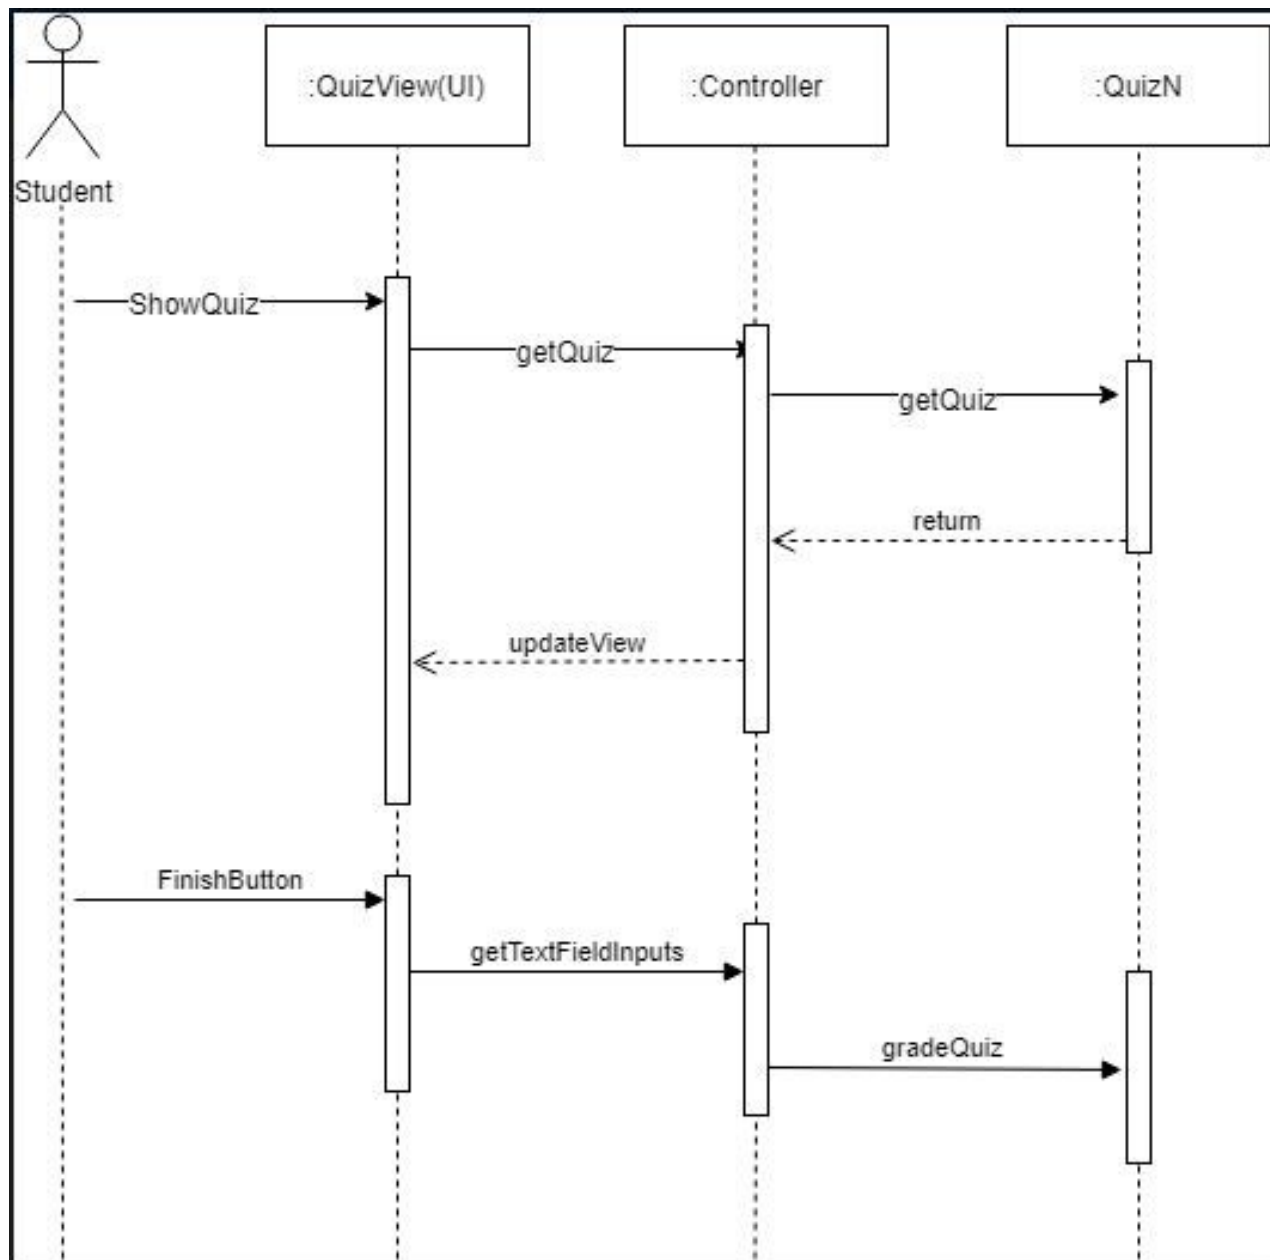 :QuizView(UI)
:Controller
:QuizN
Student
ShowQuiz
getQuiz
getQuiz
return
updateView
FinishButton
getTextFieldInputs
gradeQuiz